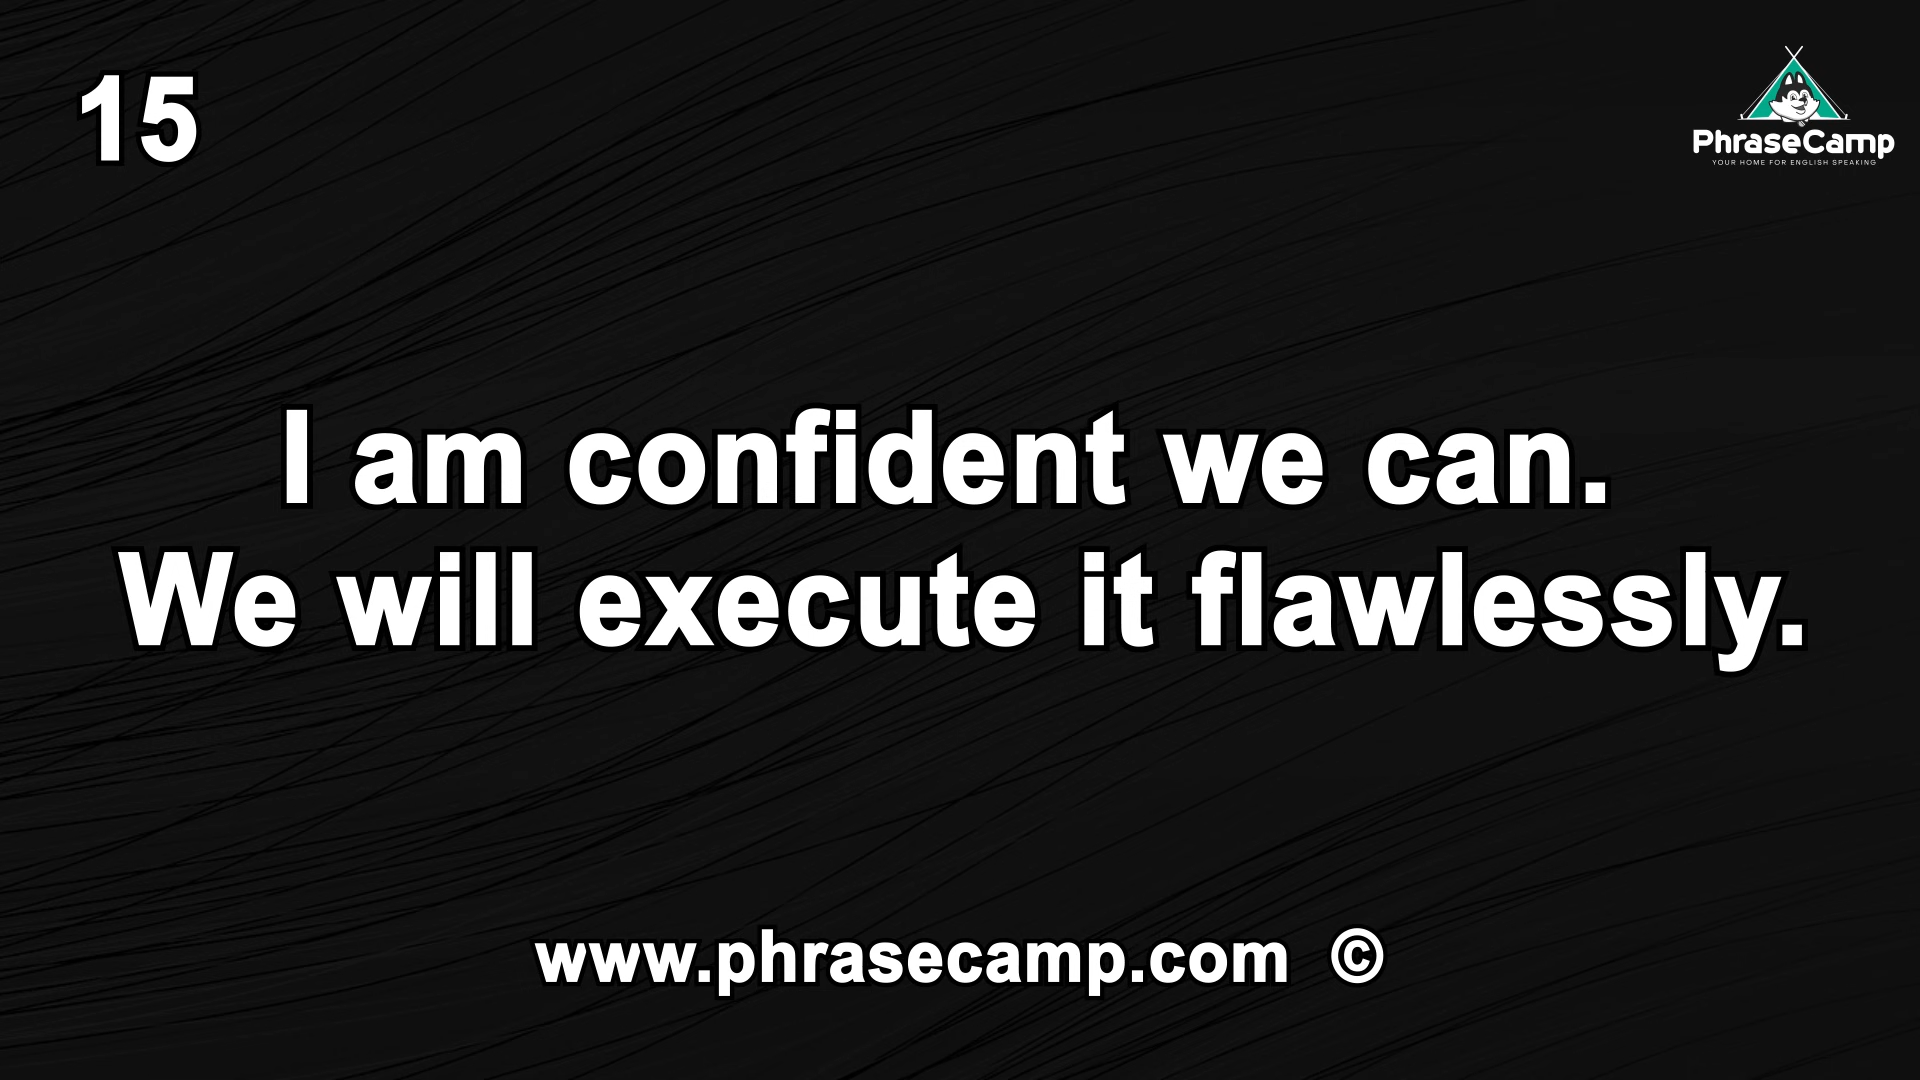 15
PhraseCamp
YOUR HOME FOR ENGLISH SPEAKING
I am confident we can.
We will execute it flawlessly.
www.phrasecamp.com ©